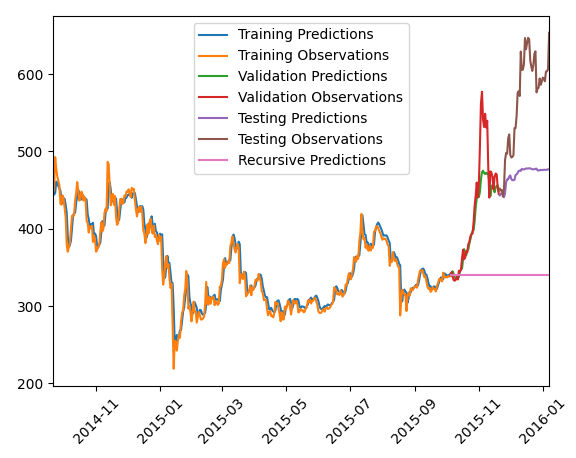 Training Predictions
Training Observations
Validation Predictions
Validation Observations
Testing Predictions
Testing Observations
Recursive Predictions
600
500
400
300
200
2014-11
2015-01
2015-03
2015-05
2015-07
2015-09
2015-11
2016-01